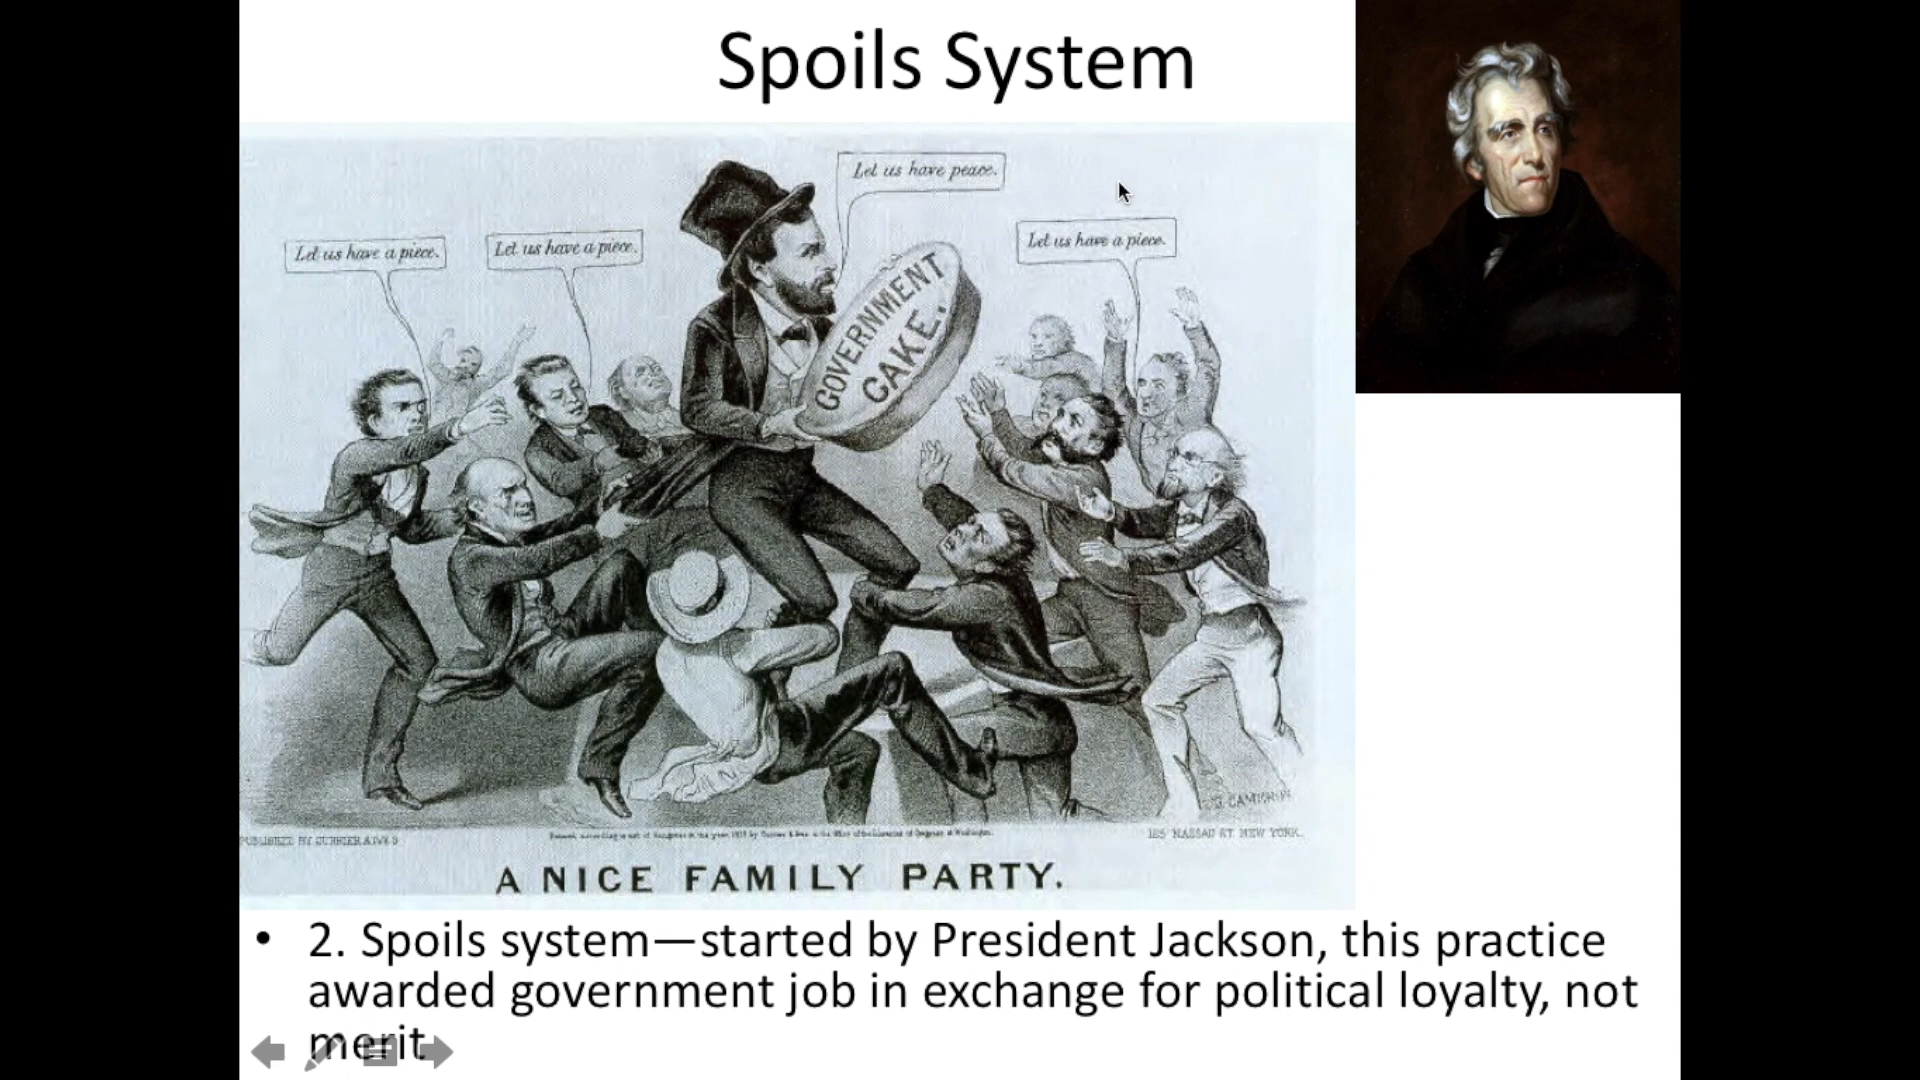 Spoils System
Let us have peace.
Let us have a piece.
Let us have a piece.
Let us have a piece.
GOVERNMENT
CAKE.
PUBLISHED BY CURRIER & IVES
125 NASSAU ST. NEW YORK.
A NICE FAMILY PARTY.
• 2. Spoils system—started by President Jackson, this practice
awarded government job in exchange for political loyalty, not
merit.